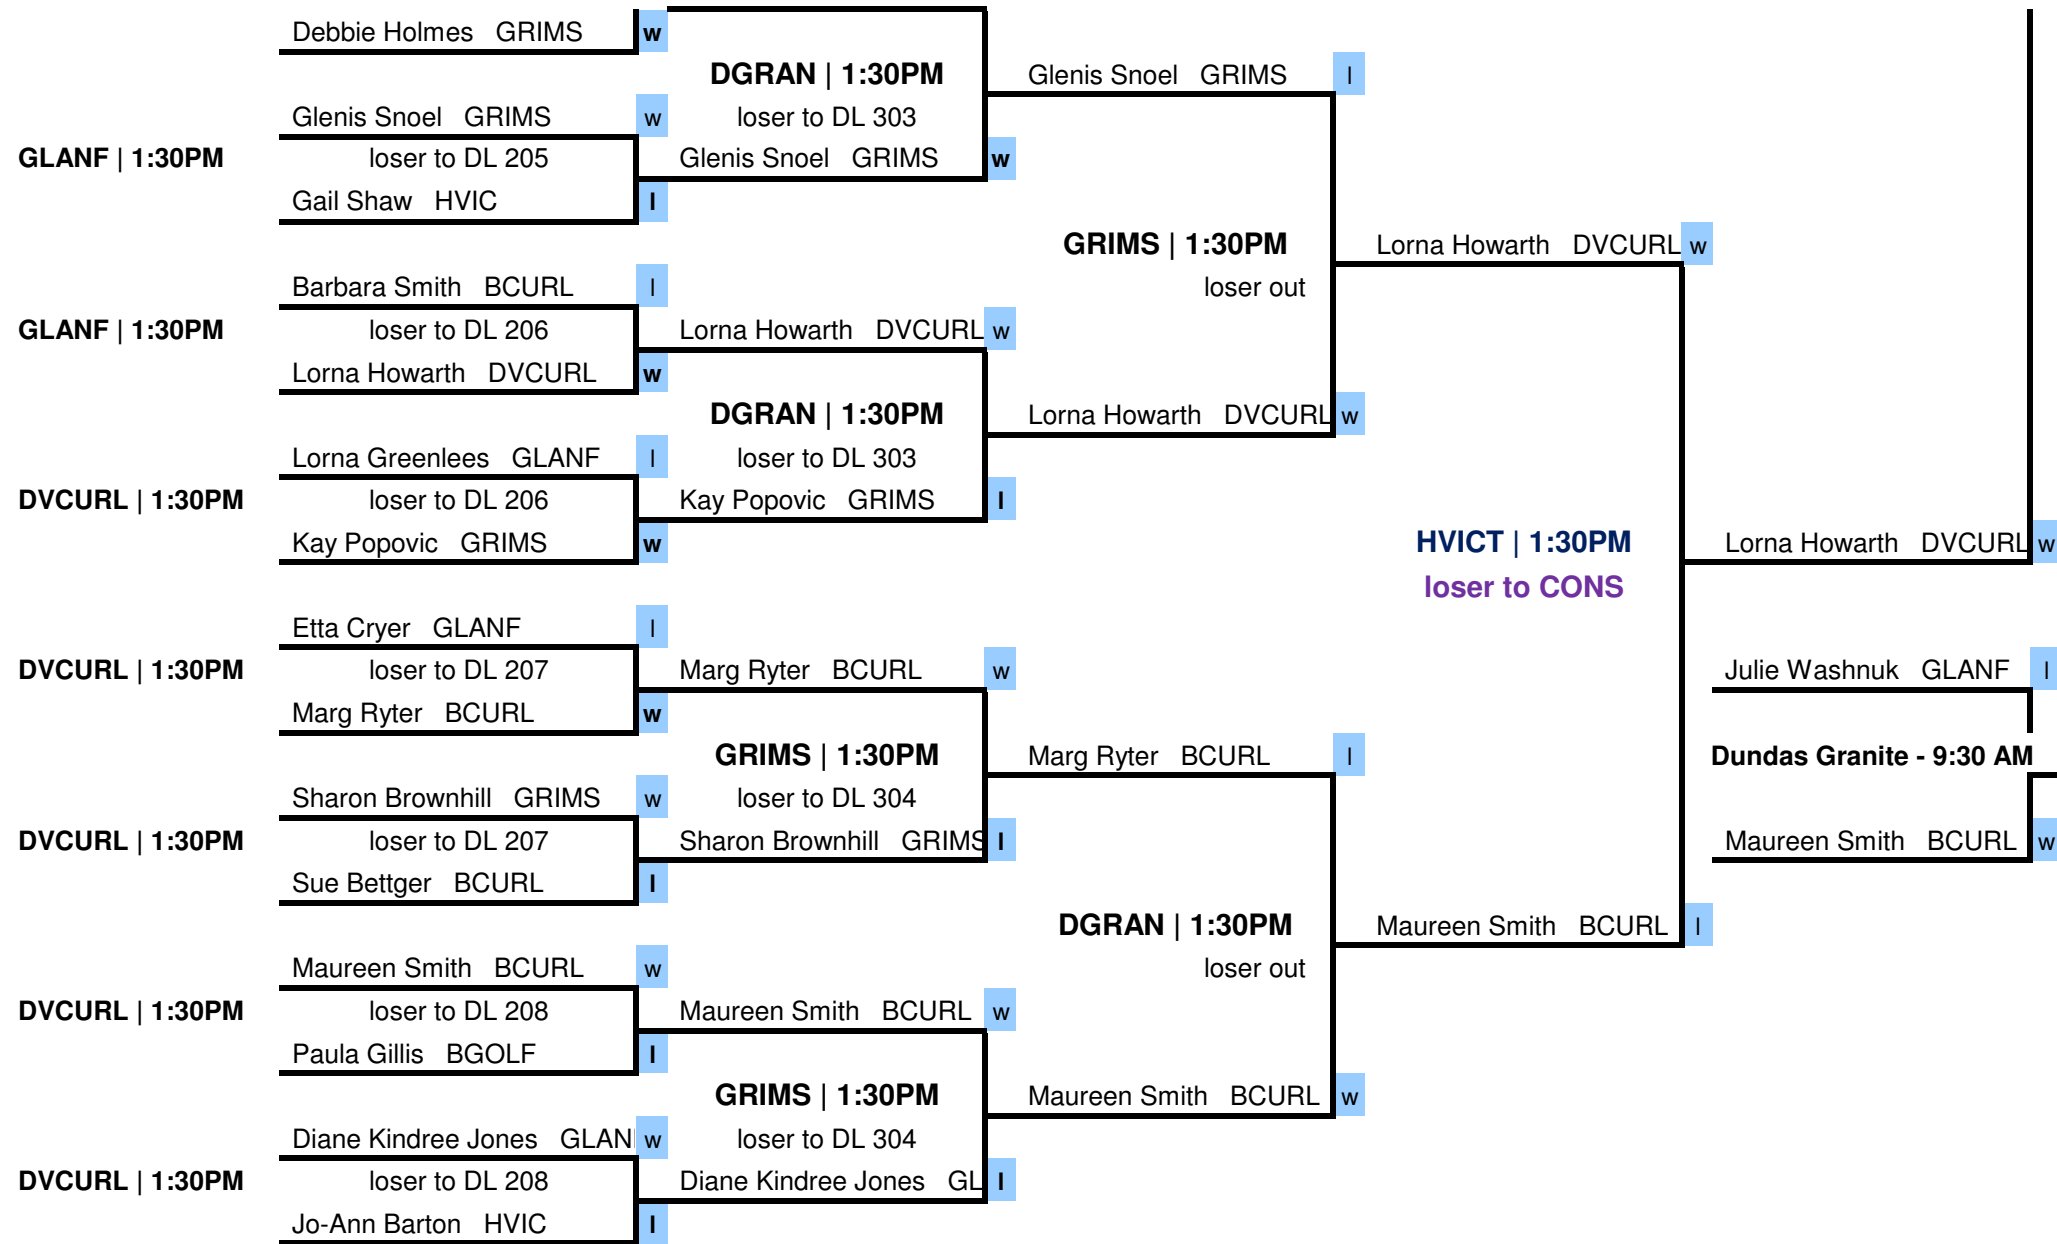 Debbie Holmes GRIMS w
DGRAN | 1:30PM
Glenis Snoel GRIMS l
Glenis Snoel GRIMS w
loser to DL 303
GLANF | 1:30PM
loser to DL 205
Glenis Snoel GRIMS w
Gail Shaw HVIC l
GRIMS | 1:30PM
Lorna Howarth DVCURL w
Barbara Smith BCURL l
loser out
GLANF | 1:30PM
loser to DL 206
Lorna Howarth DVCURL w
Lorna Howarth DVCURL w
DGRAN | 1:30PM
Lorna Howarth DVCURL w
Lorna Greenlees GLANF l
loser to DL 303
DVCURL | 1:30PM
loser to DL 206
Kay Popovic GRIMS l
Kay Popovic GRIMS w
HVICT | 1:30PM
Lorna Howarth DVCURL w
loser to CONS
Etta Cryer GLANF l
DVCURL | 1:30PM
loser to DL 207
Marg Ryter BCURL w
Julie Washnuk GLANF l
Marg Ryter BCURL w
GRIMS | 1:30PM
Marg Ryter BCURL l
Dundas Granite - 9:30 AM
Sharon Brownhill GRIMS w
loser to DL 304
DVCURL | 1:30PM
loser to DL 207
Sharon Brownhill GRIMS l
Maureen Smith BCURL w
Sue Bettger BCURL l
DGRAN | 1:30PM
Maureen Smith BCURL l
Maureen Smith BCURL w
loser out
DVCURL | 1:30PM
loser to DL 208
Maureen Smith BCURL w
Paula Gillis BGOLF l
GRIMS | 1:30PM
Maureen Smith BCURL w
Diane Kindree Jones GLAN w
loser to DL 304
DVCURL | 1:30PM
loser to DL 208
Diane Kindree Jones GL l
Jo-Ann Barton HVIC l